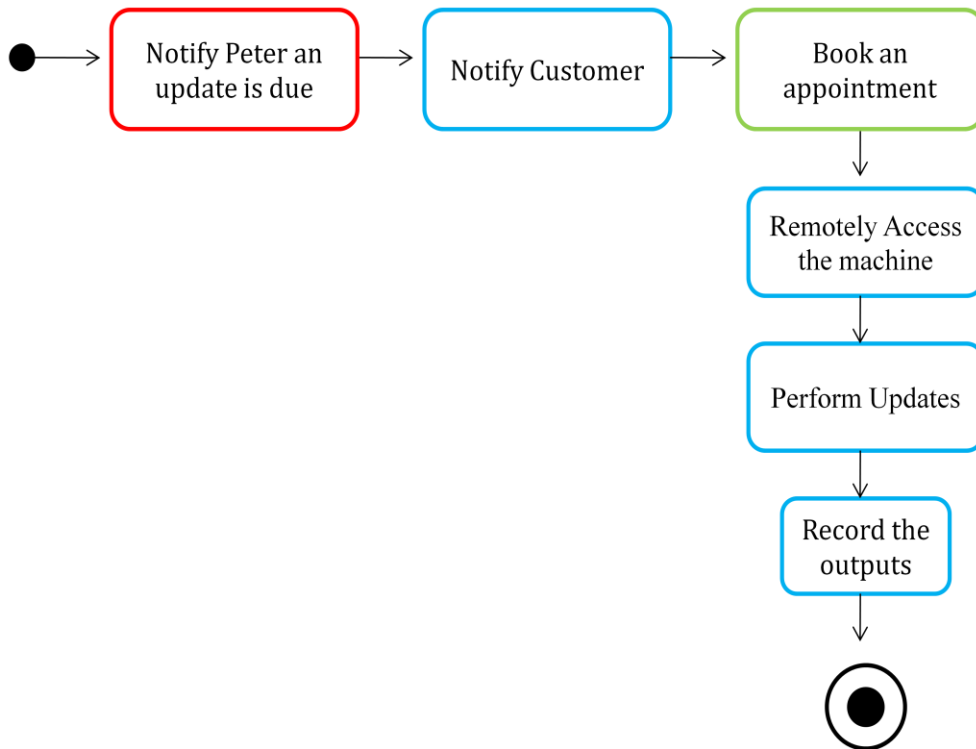 Notify Peter an
update is due
Notify Customer
Book an
appointment
Remotely Access
the machine
Perform Updates
Record the
outputs